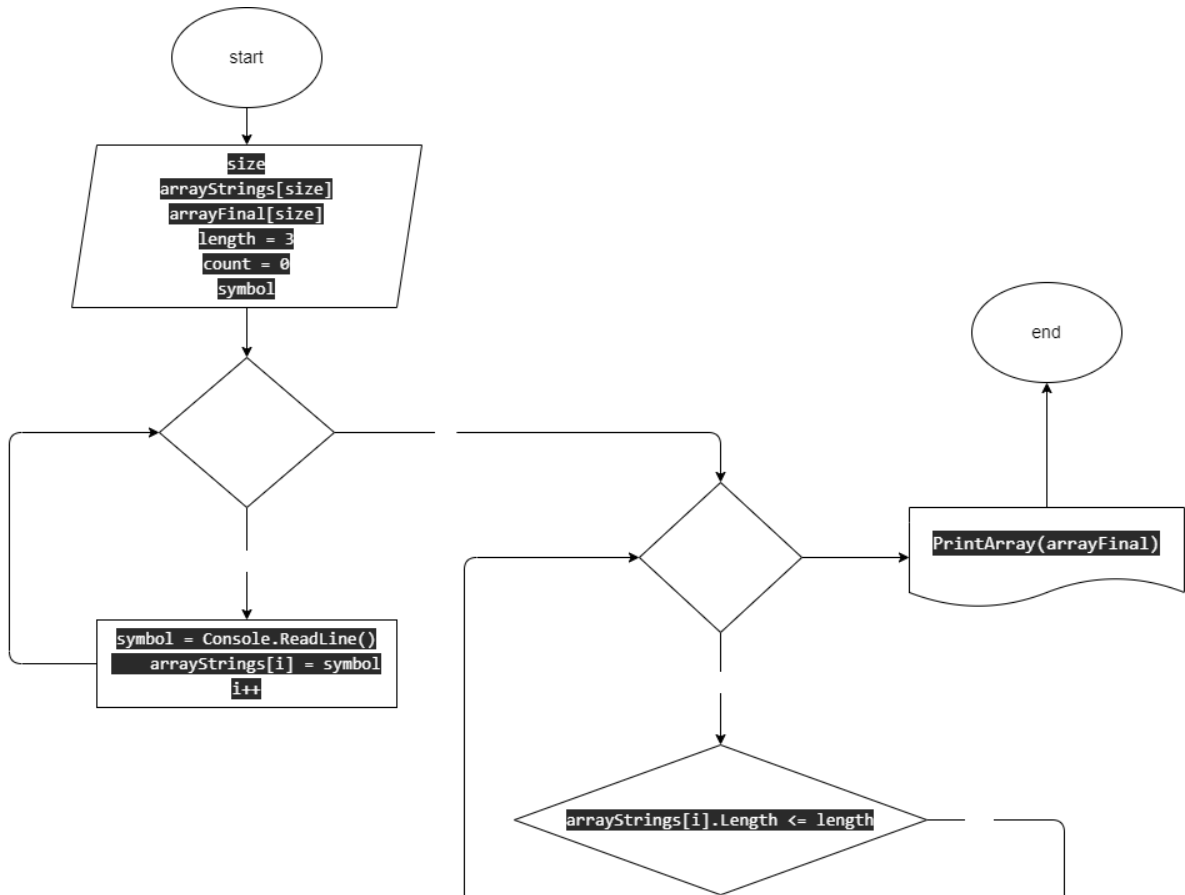 start
size
arrayStrings[size]
arrayFinal[size]
length = 3
count = 0
symbol
end
PrintArray(arrayFinal)
symbol = Console.ReadLine()
arrayStrings[i] = symbol
i++
arrayStrings[i].Length <= length